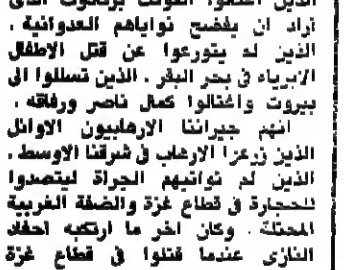 الذين اغتالوا الكونت برنادوت الذي
اراد ان يفضح نواياهم العدوانية .
الذين لم يتورعوا عن قتل الاطفال
الابرياء في بحر البقر . الذين تسللوا الى
بيروت واغتالوا كمال ناصر ورفاقه .
انهم جيراننا الارهابيون الاوائل
الذين زرعوا الارهاب في شرقنا الاوسط .
الذين لم تواتيهم الجراة ليتصدوا
للحجارة في قطاع غزة والضفة الغربية
المحتلة . وكان اخر ما ارتكبه احفاد
النازي عندما قتلوا في قطاع غزة